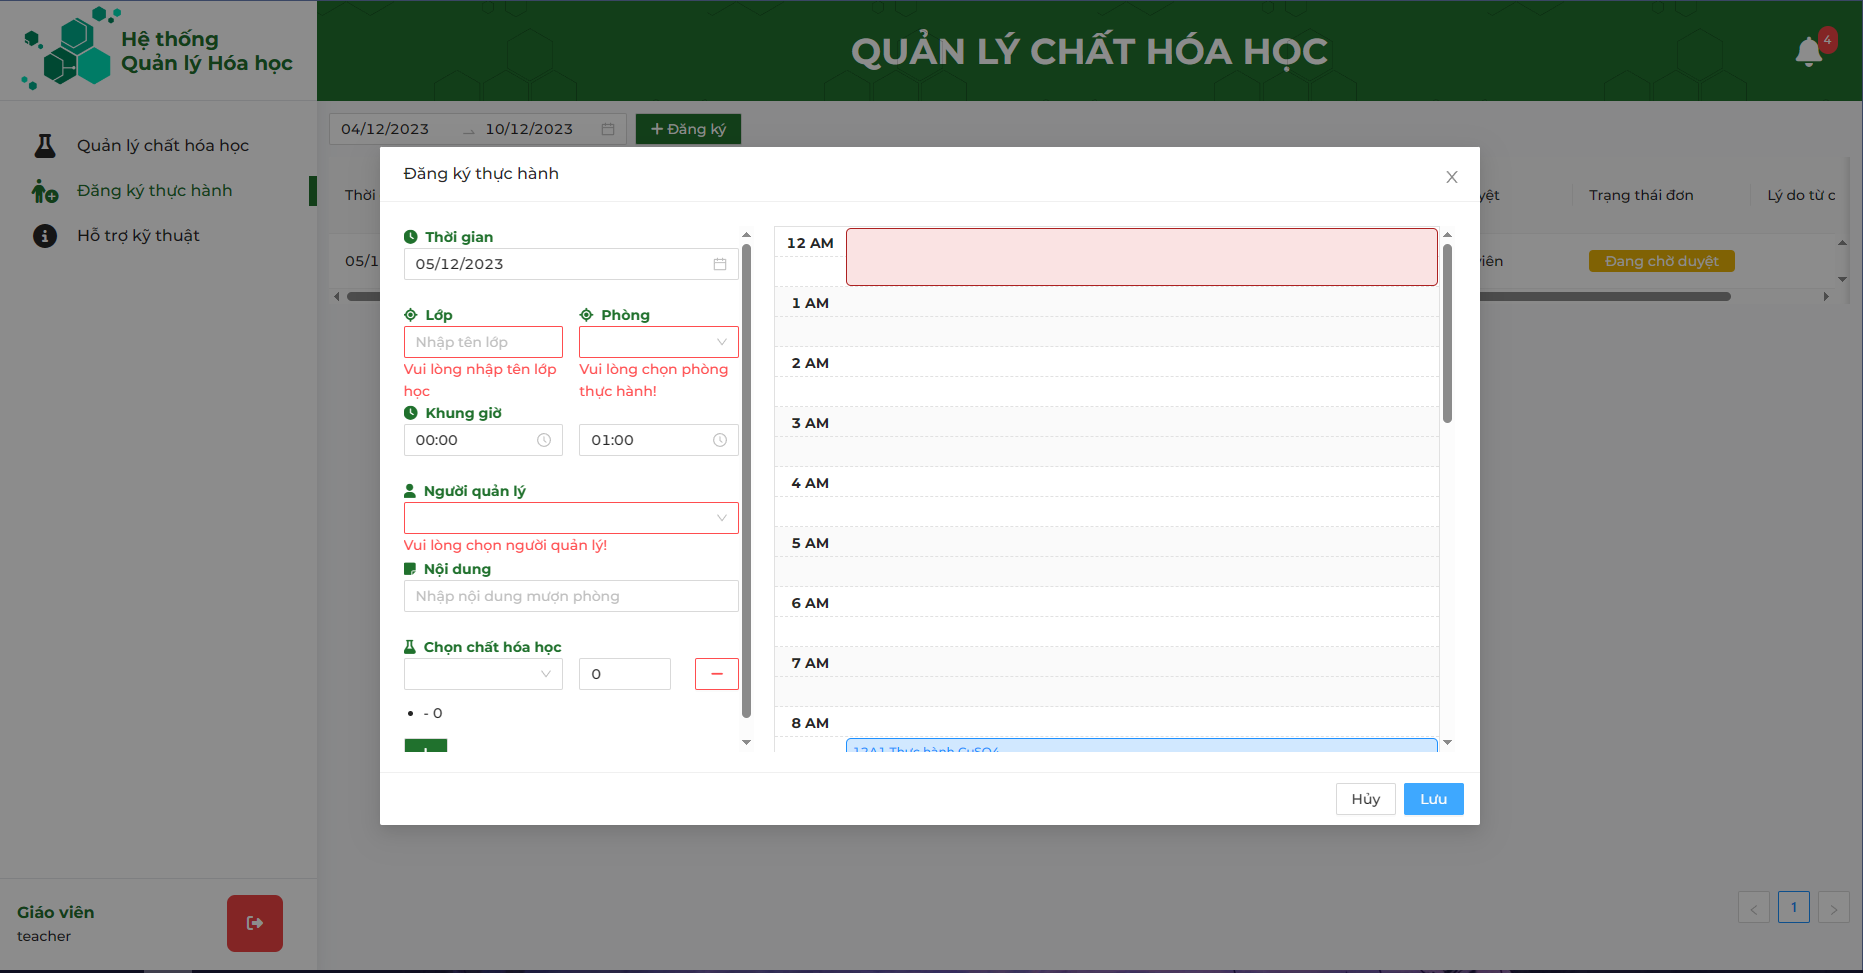 Hệ thống
Quản lý Hóa học
QUẢN LÝ CHẤT HÓA HỌC
4
Quản lý chất hóa học
Đăng ký thực hành
Hỗ trợ kỹ thuật
04/12/2023 → 10/12/2023
+ Đăng ký
Thời
Trạng thái đơn
Lý do từ c
05/1
Đang chờ duyệt
Đăng ký thực hành
Thời gian
05/12/2023
Lớp
Phòng
Nhập tên lớp
Vui lòng nhập tên lớp
học
Vui lòng chọn phòng
thực hành!
Khung giờ
00:00
01:00
Người quản lý
Vui lòng chọn người quản lý!
Nội dung
Nhập nội dung mượn phòng
Chọn chất hóa học
0
- 0
12 AM
1 AM
2 AM
3 AM
4 AM
5 AM
6 AM
7 AM
8 AM
12A1 Thực hành CuSO4
Hủy
Lưu
Giáo viên
teacher
< 1 >